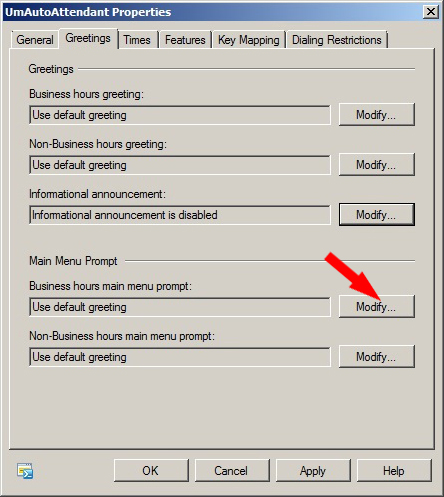 UmAutoAttendant Properties
General Greetings Times Features Key Mapping Dialing Restrictions
Greetings
Business hours greeting:
Use default greeting Modify...
Non-Business hours greeting:
Use default greeting Modify...
Informational announcement:
Informational announcement is disabled Modify...
Main Menu Prompt
Business hours main menu prompt:
Use default greeting Modify...
Non-Business hours main menu prompt:
Use default greeting Modify...
OK Cancel Apply Help